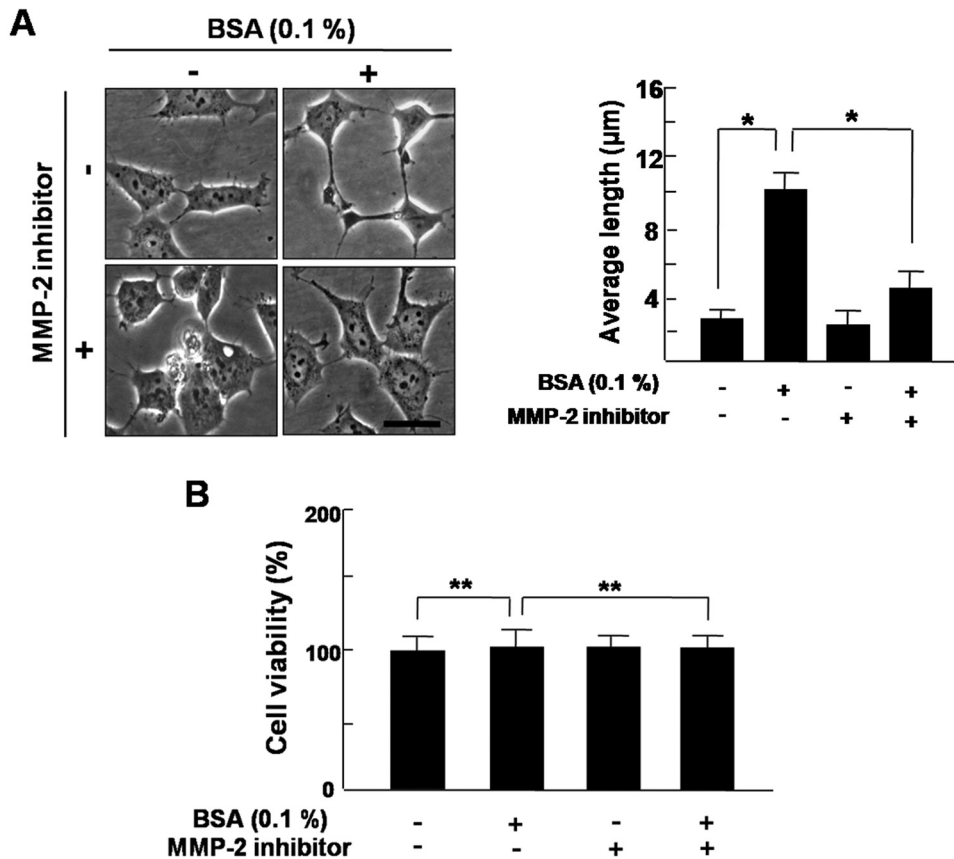 A
BSA (0.1 %)
- +
MMP-2 inhibitor
-
+
Average length (μm)
16
12
8
4
* *
BSA (0.1 %) - + - +
MMP-2 inhibitor - - + +
B
Cell viability (%)
200
100
0
** **
BSA (0.1 %) - + - +
MMP-2 inhibitor - - + +